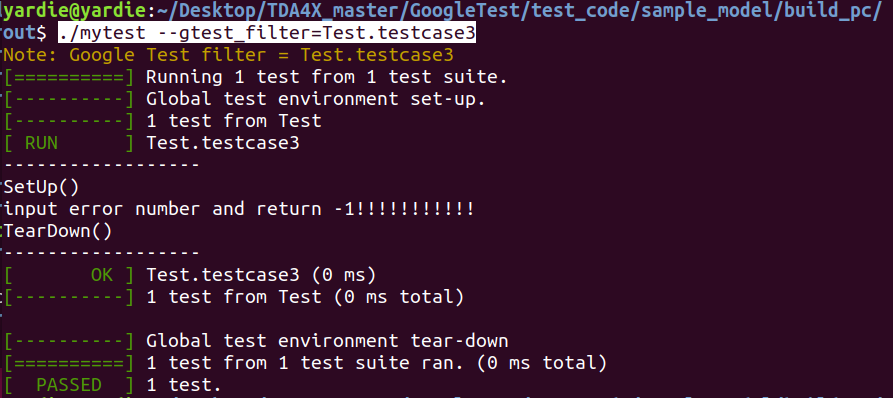 yardie@yardie:~/Desktop/TDA4X_master/GoogleTest/test_code/sample_model/build_pc/
out$ ./mytest --gtest_filter=Test.testcase3
Note: Google Test filter = Test.testcase3
[==========] Running 1 test from 1 test suite.
[----------] Global test environment set-up.
[----------] 1 test from Test
[ RUN      ] Test.testcase3
-------------------
SetUp()
input error number and return -1!!!!!!!!!!!
TearDown()
-------------------
[       OK ] Test.testcase3 (0 ms)
[----------] 1 test from Test (0 ms total)
[----------] Global test environment tear-down
[==========] 1 test from 1 test suite ran. (0 ms total)
[  PASSED  ] 1 test.